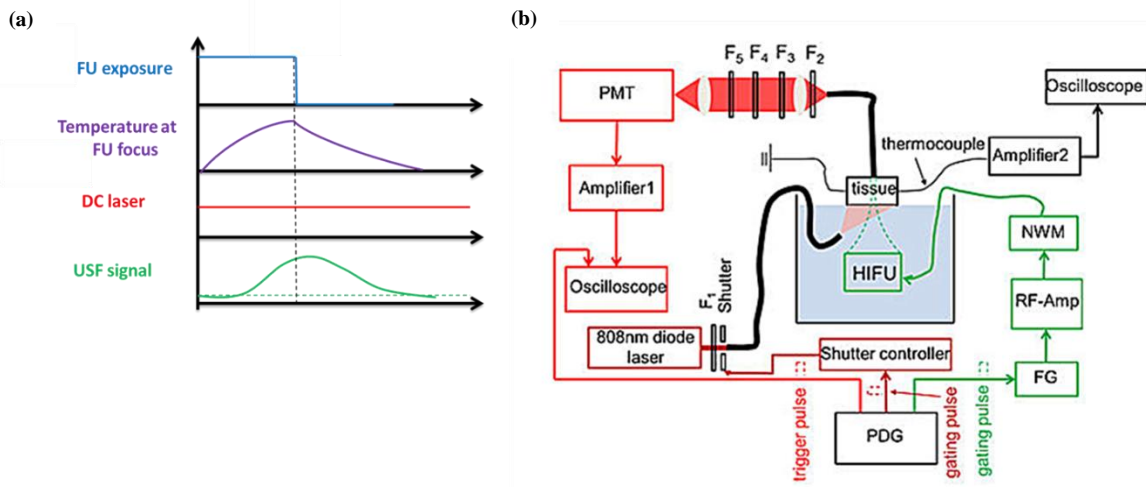 (a)
FU exposure
Temperature at
FU focus
DC laser
USF signal
(b)
F5 F4 F3 F2
PMT
Oscilloscope
thermocouple
Amplifier2
Amplifier1
tissue
NWM
HIFU
Oscilloscope
F1
Shutter
RF-Amp
808nm diode
laser
Shutter controller
FG
trigger pulse
gating pulse
gating pulse
PDG